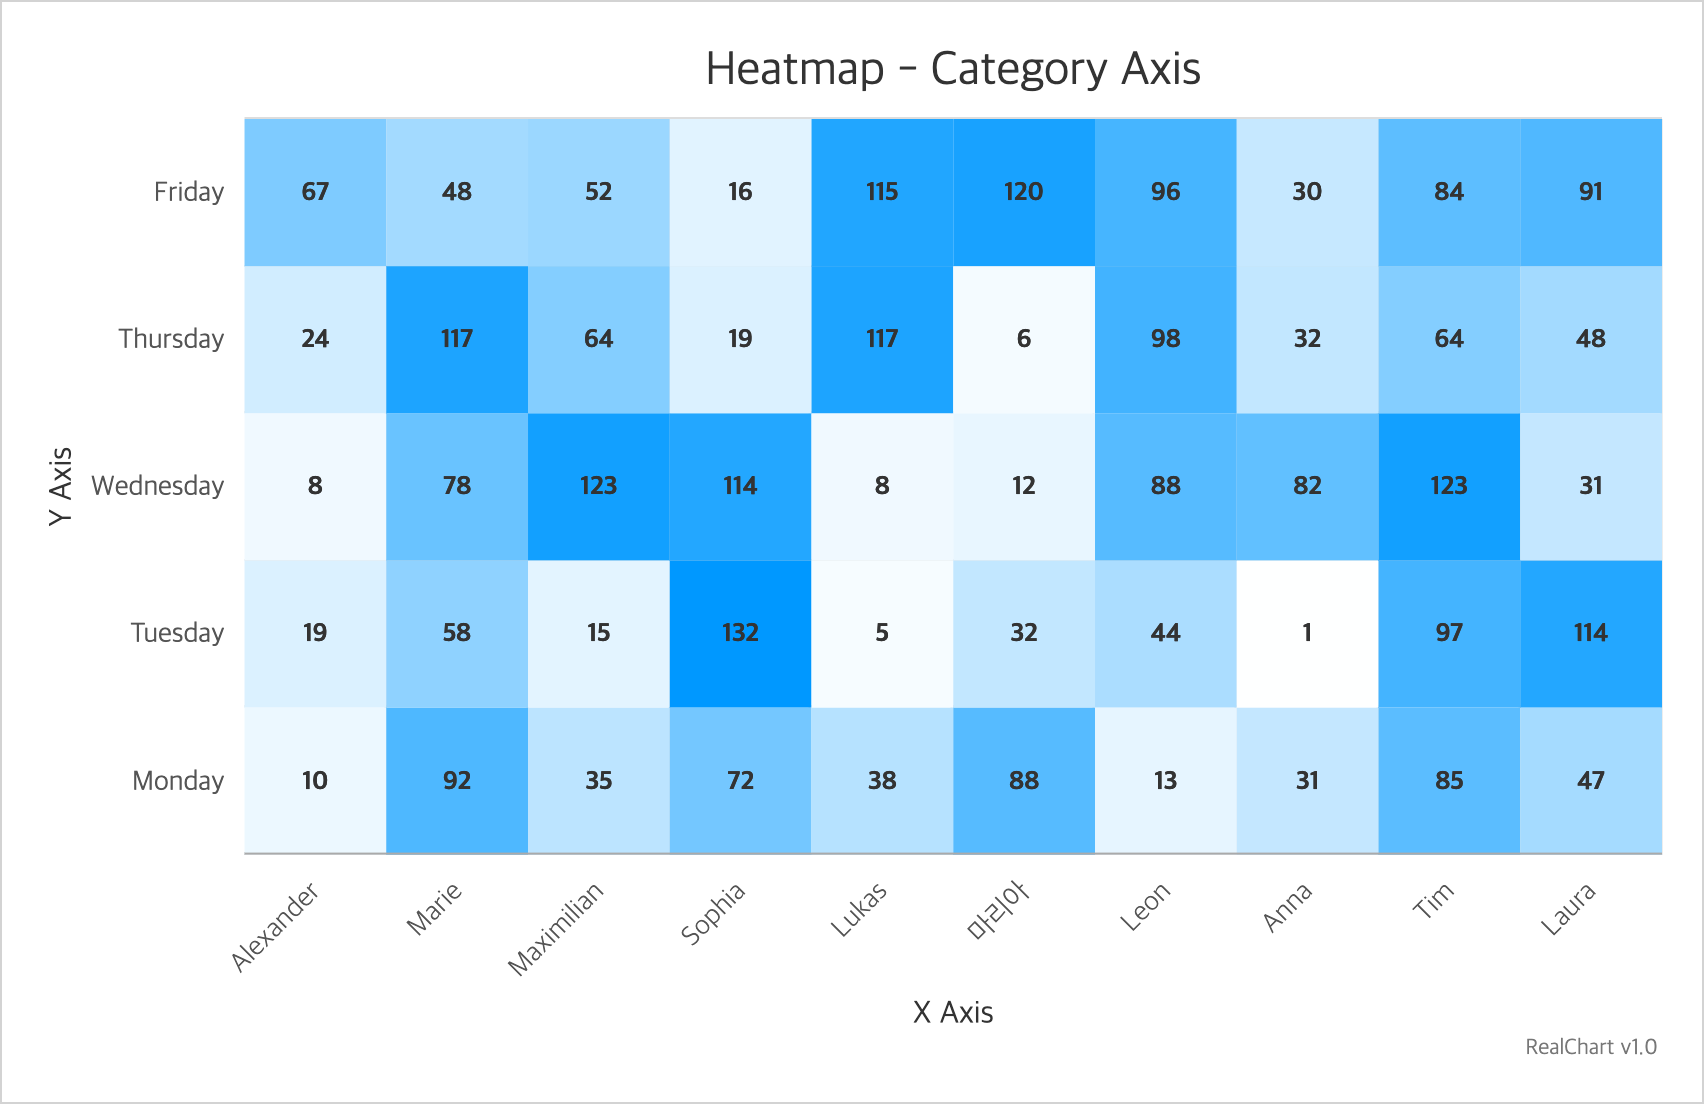 Heatmap - Category Axis
Y Axis
Friday 67 48 52 16 115 120 96 30 84 91
Thursday 24 117 64 19 117 6 98 32 64 48
Wednesday 8 78 123 114 8 12 88 82 123 31
Tuesday 19 58 15 132 5 32 44 1 97 114
Monday 10 92 35 72 38 88 13 31 85 47
Alexander Marie Maximilian Sophia Lukas 마리아 Leon Anna Tim Laura
X Axis
RealChart v1.0